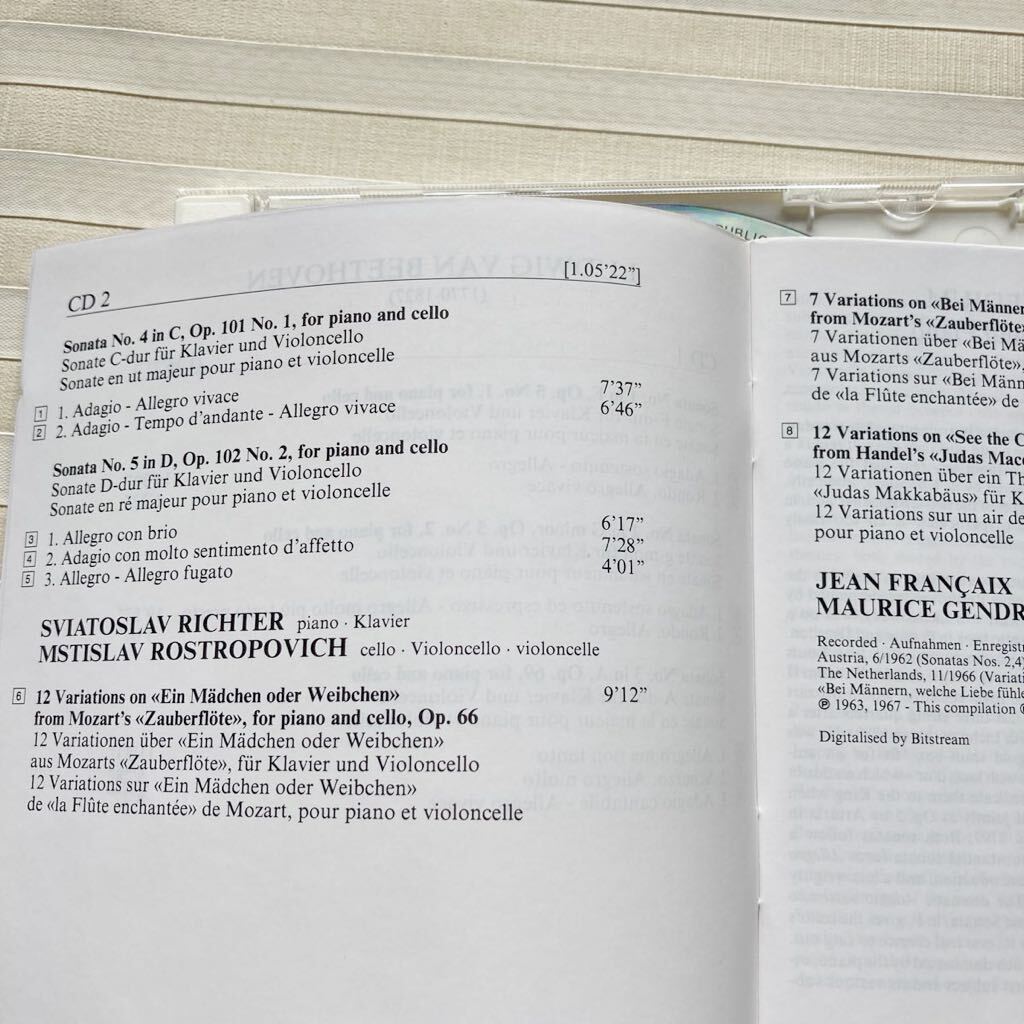 PUBLIC
CD 2
[1.05'22”]
Sonata No. 4 in C, Op. 101 No. 1, for piano and cello
Sonate C-dur für Klavier und Violoncello
Sonate en ut majeur pour piano et violoncelle
1 1. Adagio - Allegro vivace 7’37”
2 2. Adagio - Tempo d’andante - Allegro vivace 6’46”
Sonata No. 5 in D, Op. 102 No. 2, for piano and cello
Sonate D-dur für Klavier und Violoncello
Sonate en ré majeur pour piano et violoncelle
3 1. Allegro con brio 6’17”
4 2. Adagio con molto sentimento d’affetto 7’28”
5 3. Allegro - Allegro fugato 4’01”
SVIATOSLAV RICHTER piano · Klavier
MSTISLAV ROSTROPOVICH cello · Violoncello · violoncelle
6 12 Variations on «Ein Mädchen oder Weibchen» 9’12”
from Mozart’s «Zauberflöte», for piano and cello, Op. 66
12 Variationen über «Ein Mädchen oder Weibchen»
aus Mozarts «Zauberflöte», für Klavier und Violoncello
12 Variations sur «Ein Mädchen oder Weibchen»
de «la Flûte enchantée» de Mozart, pour piano et violoncelle
7 7 Variations on «Bei Männer
from Mozart’s «Zauberflöte»
7 Variationen über «Bei Mä
aus Mozarts «Zauberflöte»,
7 Variations sur «Bei Männ
de «la Flûte enchantée» de
8 12 Variations on «See the C
from Handel’s «Judas Macc
12 Variationen über ein Th
«Judas Makkabäus» für K
12 Variations sur un air de
pour piano et violoncelle
JEAN FRANÇAIX
MAURICE GENDR
Recorded · Aufnahmen · Enregistr
Austria, 6/1962 (Sonatas Nos. 2,4
The Netherlands, 11/1966 (Variati
«Bei Männern, welche Liebe fühle
℗ 1963, 1967 - This compilation
Digitalised by Bitstream